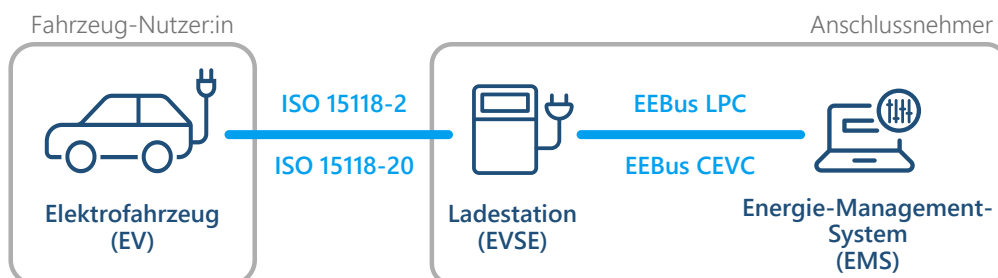 Fahrzeug-Nutzer:in
Anschlussnehmer
ISO 15118-2
ISO 15118-20
EEBus LPC
EEBus CEVC
Elektrofahrzeug
(EV)
Ladestation
(EVSE)
Energie-Management-
System
(EMS)